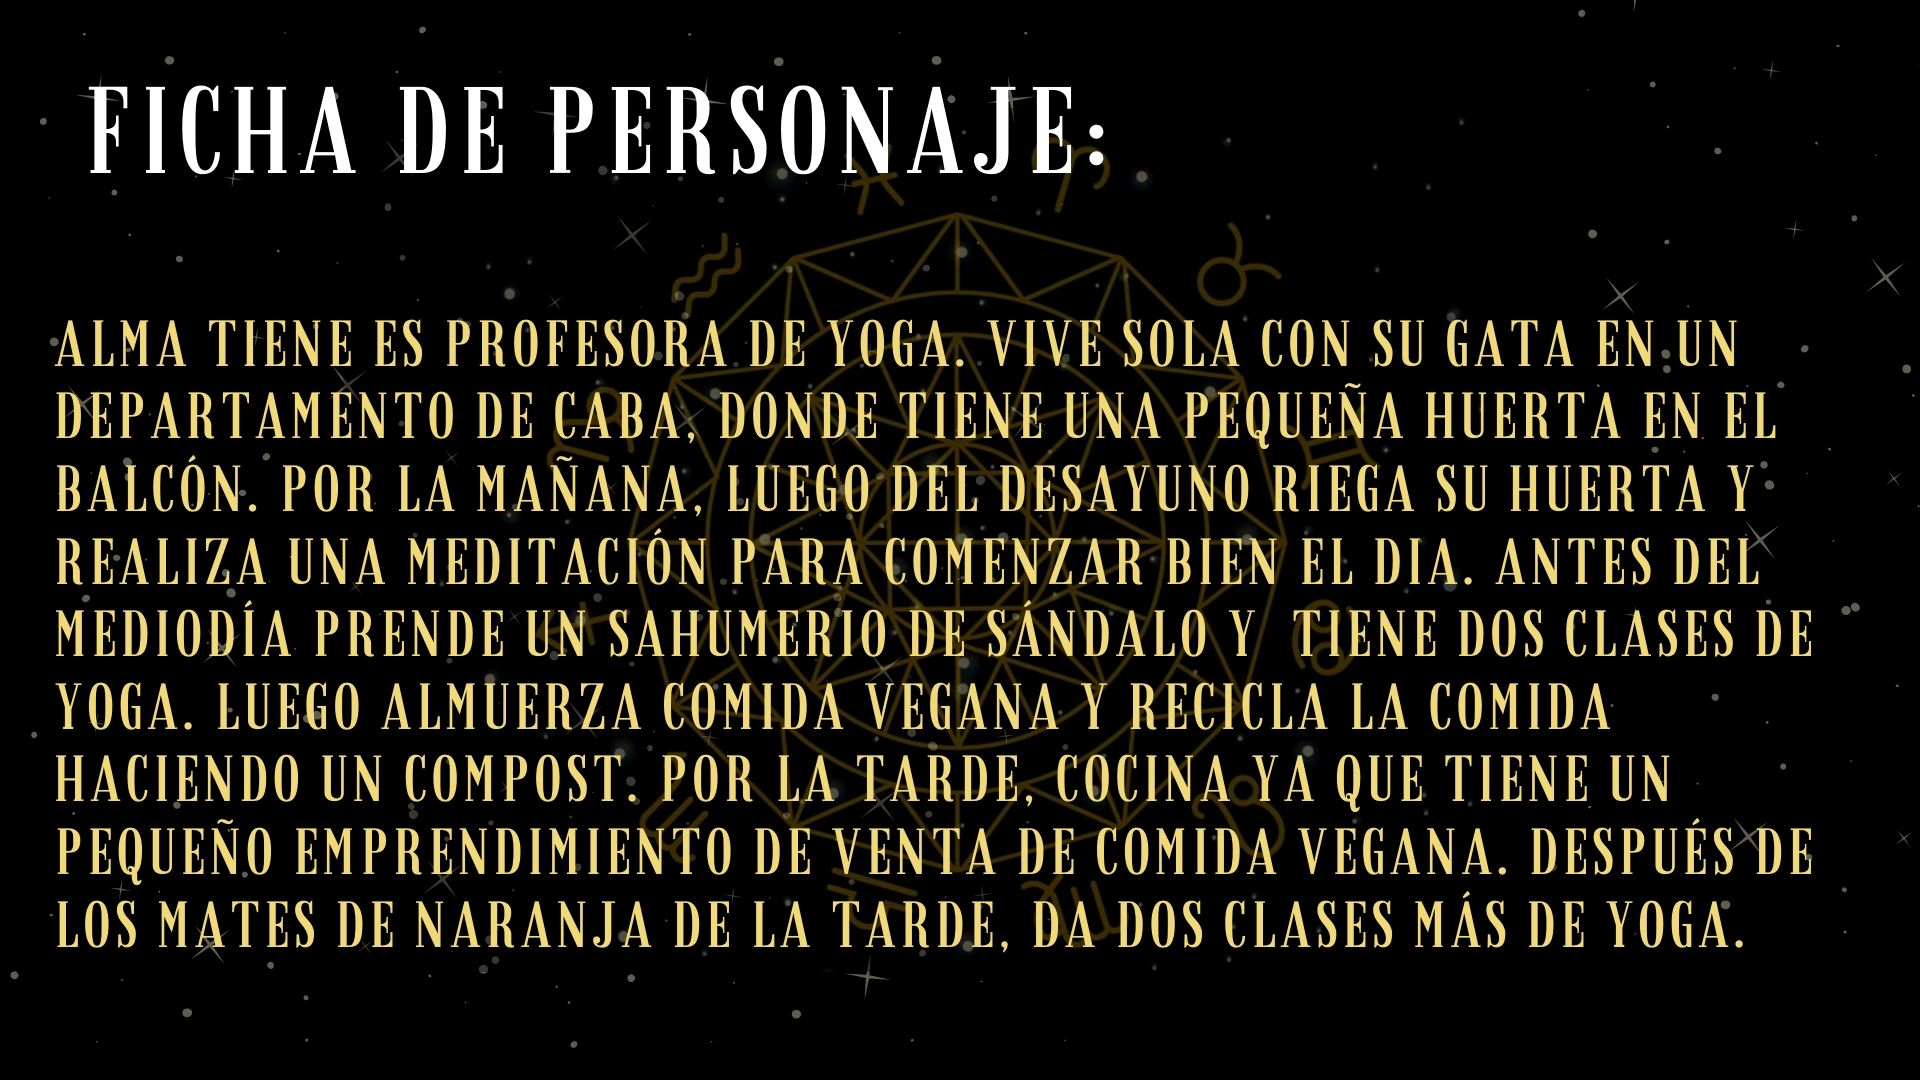 FICHA DE PERSONAJE:
ALMA TIENE ES PROFESORA DE YOGA. VIVE SOLA CON SU GATA EN UN
DEPARTAMENTO DE CABA, DONDE TIENE UNA PEQUEÑA HUERTA EN EL
BALCÓN. POR LA MAÑANA, LUEGO DEL DESAYUNO RIEGA SU HUERTA Y
REALIZA UNA MEDITACIÓN PARA COMENZAR BIEN EL DIA. ANTES DEL
MEDIODÍA PRENDE UN SAHUMERIO DE SÁNDALO Y  TIENE DOS CLASES DE
YOGA. LUEGO ALMUERZA COMIDA VEGANA Y RECICLA LA COMIDA
HACIENDO UN COMPOST. POR LA TARDE, COCINA YA QUE TIENE UN
PEQUEÑO EMPRENDIMIENTO DE VENTA DE COMIDA VEGANA. DESPUÉS DE
LOS MATES DE NARANJA DE LA TARDE, DA DOS CLASES MÁS DE YOGA.